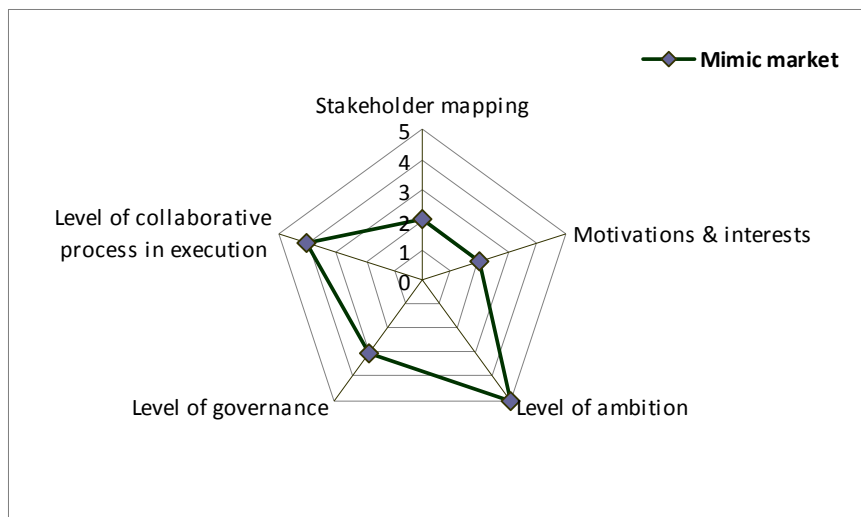 Mimic market
Stakeholder mapping
5
4
3
2
1
0
Level of collaborative
process in execution
Motivations & interests
Level of governance
Level of ambition